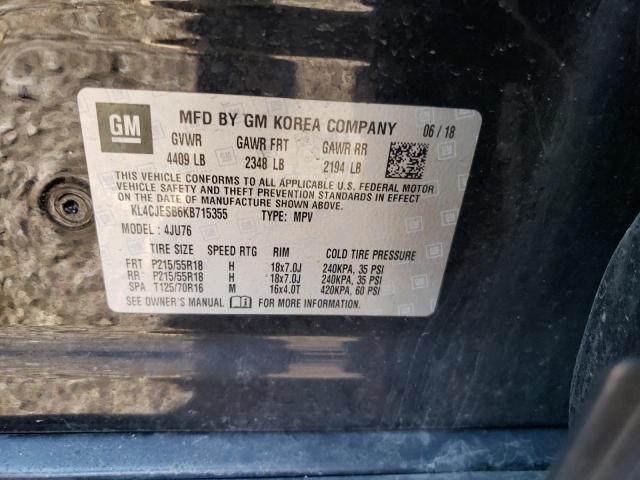 GM
MFD BY GM KOREA COMPANY 06 / 18
GVWR GAWR FRT GAWR RR
4409 LB 2348 LB 2194 LB
THIS VEHICLE CONFORMS TO ALL APPLICABLE U.S. FEDERAL MOTOR
VEHICLE SAFETY AND THEFT PREVENTION STANDARDS IN EFFECT
ON THE DATE OF MANUFACTURE SHOWN ABOVE.
KL4CJESB6KB715355 TYPE: MPV
MODEL : 4JU76
TIRE SIZE SPEED RTG RIM COLD TIRE PRESSURE
FRT P215/55R18 H 18x7.0J 240KPA, 35 PSI
RR P215/55R18 H 18x7.0J 240KPA, 35 PSI
SPA T125/70R16 M 16x4.0T 420KPA, 60 PSI
SEE OWNER'S MANUAL FOR MORE INFORMATION